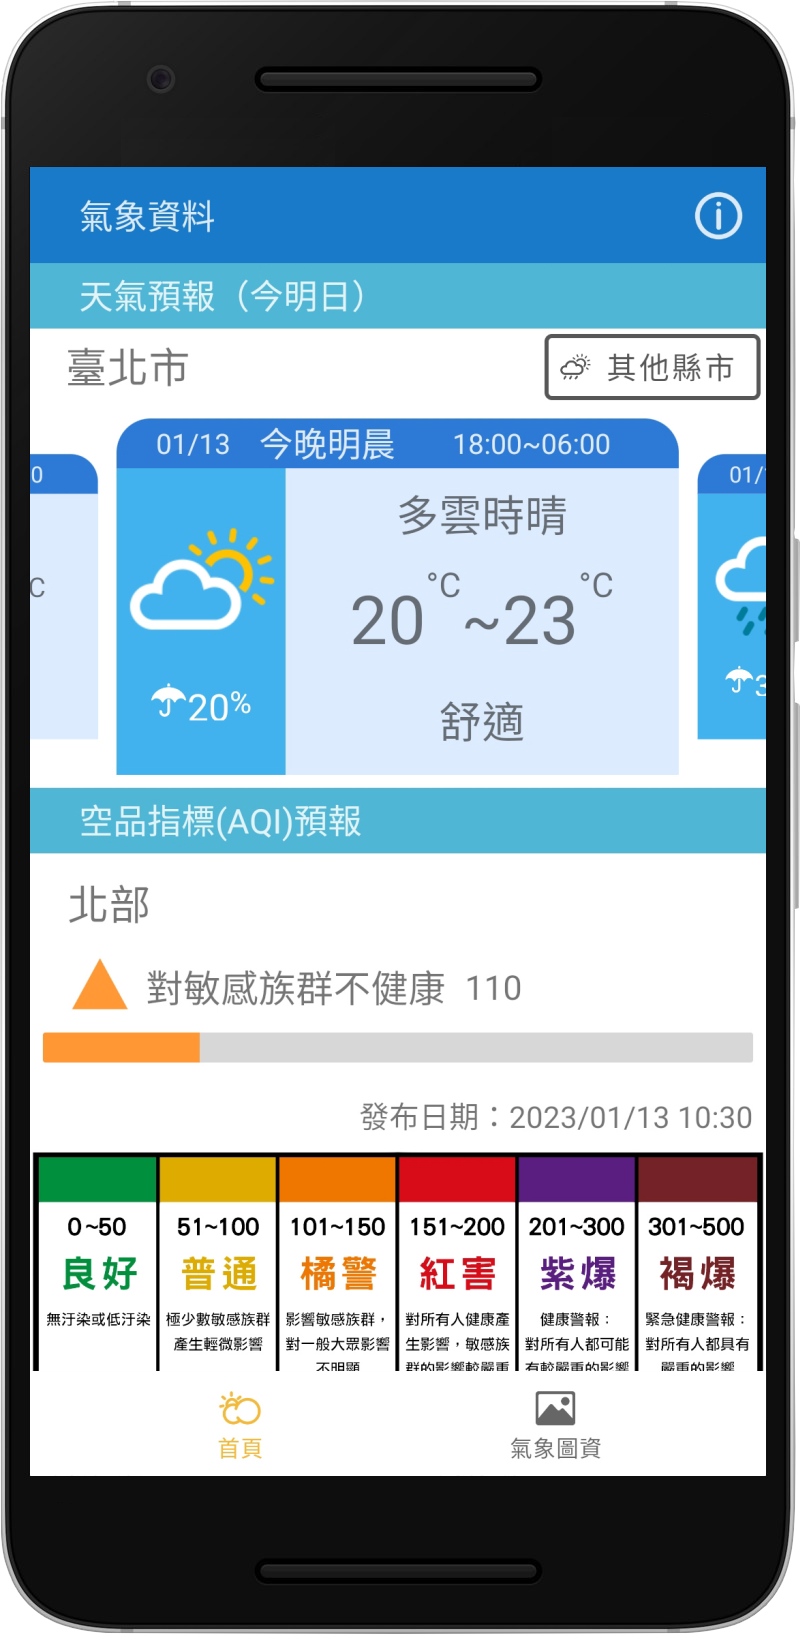 氣象資料
天氣預報（今明日）
臺北市
其他縣市
0
01/13 今晚明晨 18:00~06:00
01/
多雲時晴
°C °C
20 ~23
C
20%
3
舒適
空品指標(AQI)預報
北部
對敏感族群不健康 110
發布日期：2023/01/13 10:30
0~50 51~100 101~150 151~200 201~300 301~500
良好 普通 橘警 紅害 紫爆 褐爆
無汙染或低汙染 極少數敏感族群 影響敏感族群， 對所有人健康產 健康警報： 緊急健康警報：
產生輕微影響 對一般大眾影響 生影響，敏感族 對所有人都可能 對所有人都具有
不明顯 群的影響較嚴重 有較嚴重的影響 嚴重的影響
首頁 氣象圖資